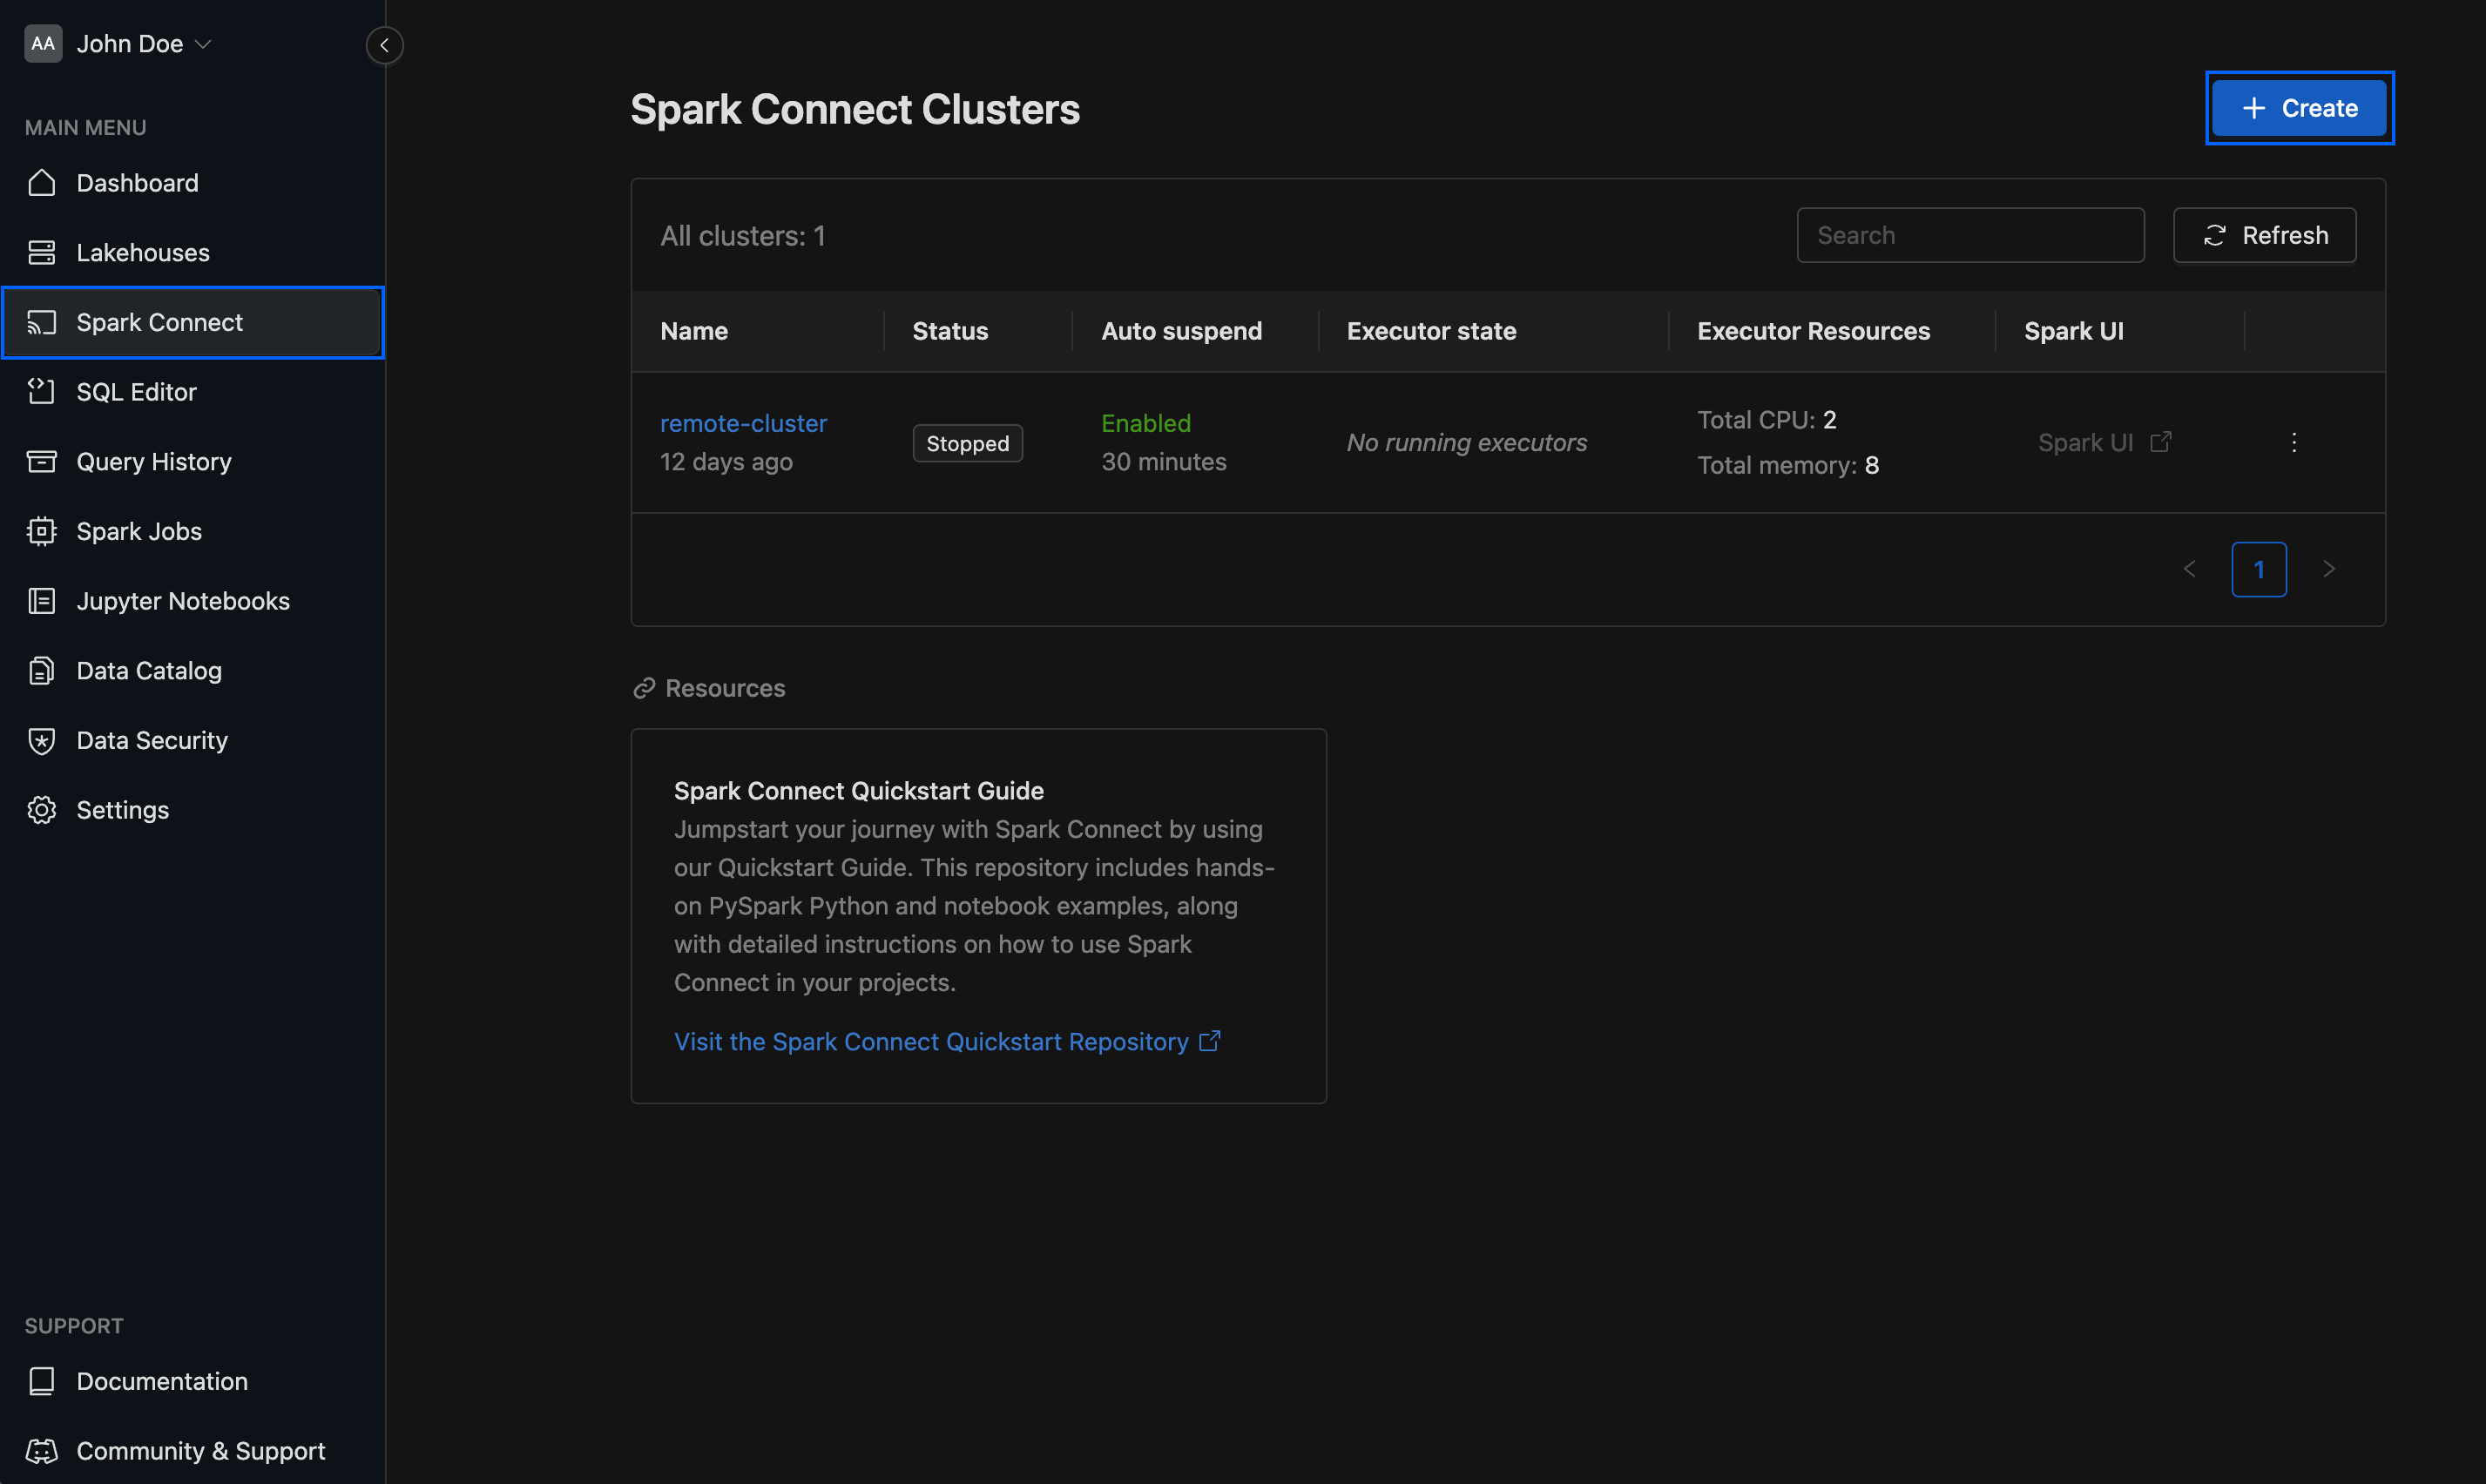 AA John Doe
MAIN MENU
Dashboard
Lakehouses
Spark Connect
SQL Editor
Query History
Spark Jobs
Jupyter Notebooks
Data Catalog
Data Security
Settings
SUPPORT
Documentation
Community & Support
Spark Connect Clusters
Create
All clusters: 1
Search
Refresh
Name Status Auto suspend Executor state Executor Resources Spark UI
remote-cluster
12 days ago
Stopped
Enabled
30 minutes
No running executors
Total CPU: 2
Total memory: 8
Spark UI
1
Resources
Spark Connect Quickstart Guide
Jumpstart your journey with Spark Connect by using
our Quickstart Guide. This repository includes hands-
on PySpark Python and notebook examples, along
with detailed instructions on how to use Spark
Connect in your projects.
Visit the Spark Connect Quickstart Repository